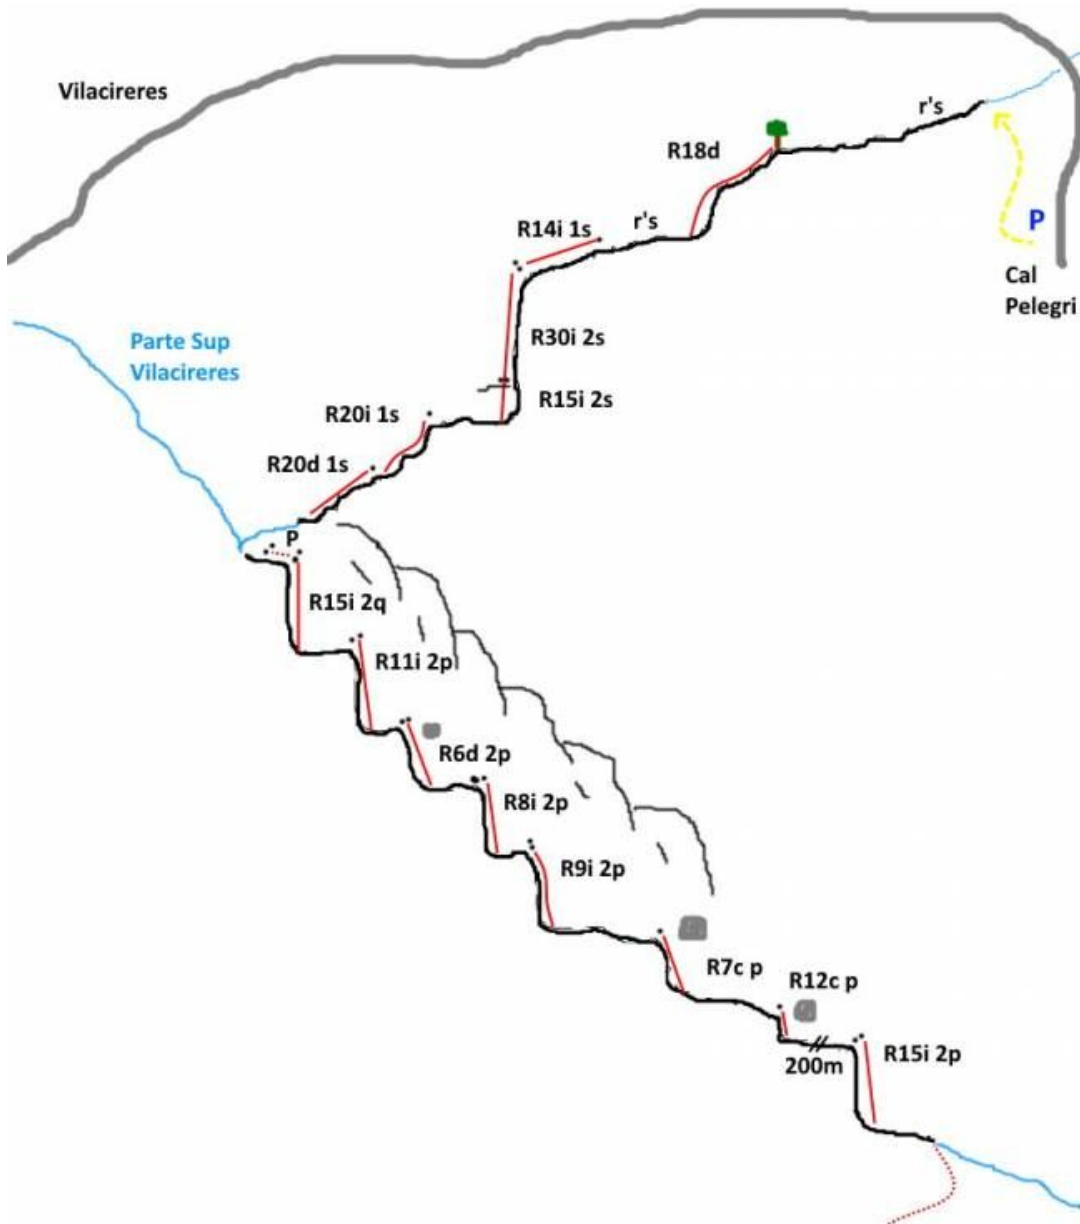 Vilacireres
r's
R18d
P
R14i 1s
r's
Cal
Pelegri
R30i 2s
Parte Sup
Vilacireres
R15i 2s
R20i 1s
R20d 1s
P
R15i 2q
R11i 2p
R6d 2p
R8i 2p
R9i 2p
R7c p
R12c p
R15i 2p
200m